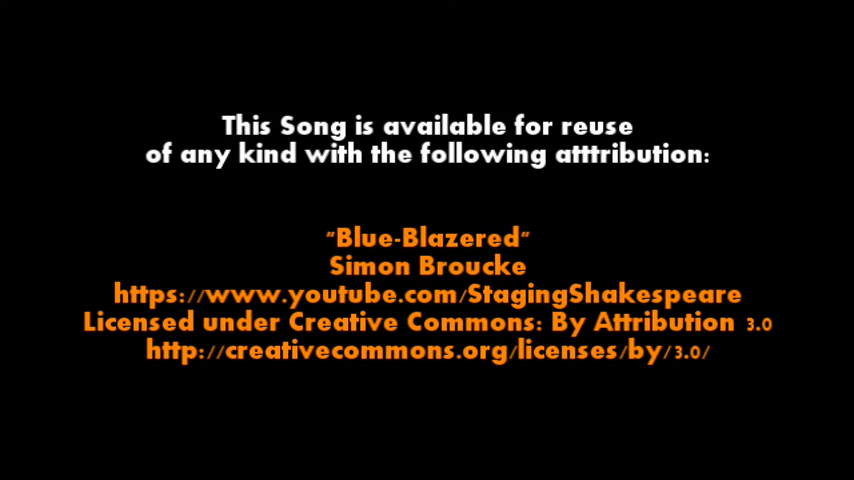 This Song is available for reuse
of any kind with the following atttribution:
"Blue-Blazered"
Simon Broucke
https://www.youtube.com/StagingShakespeare
Licensed under Creative Commons: By Attribution 3.0
http://creativecommons.org/licenses/by/3.0/